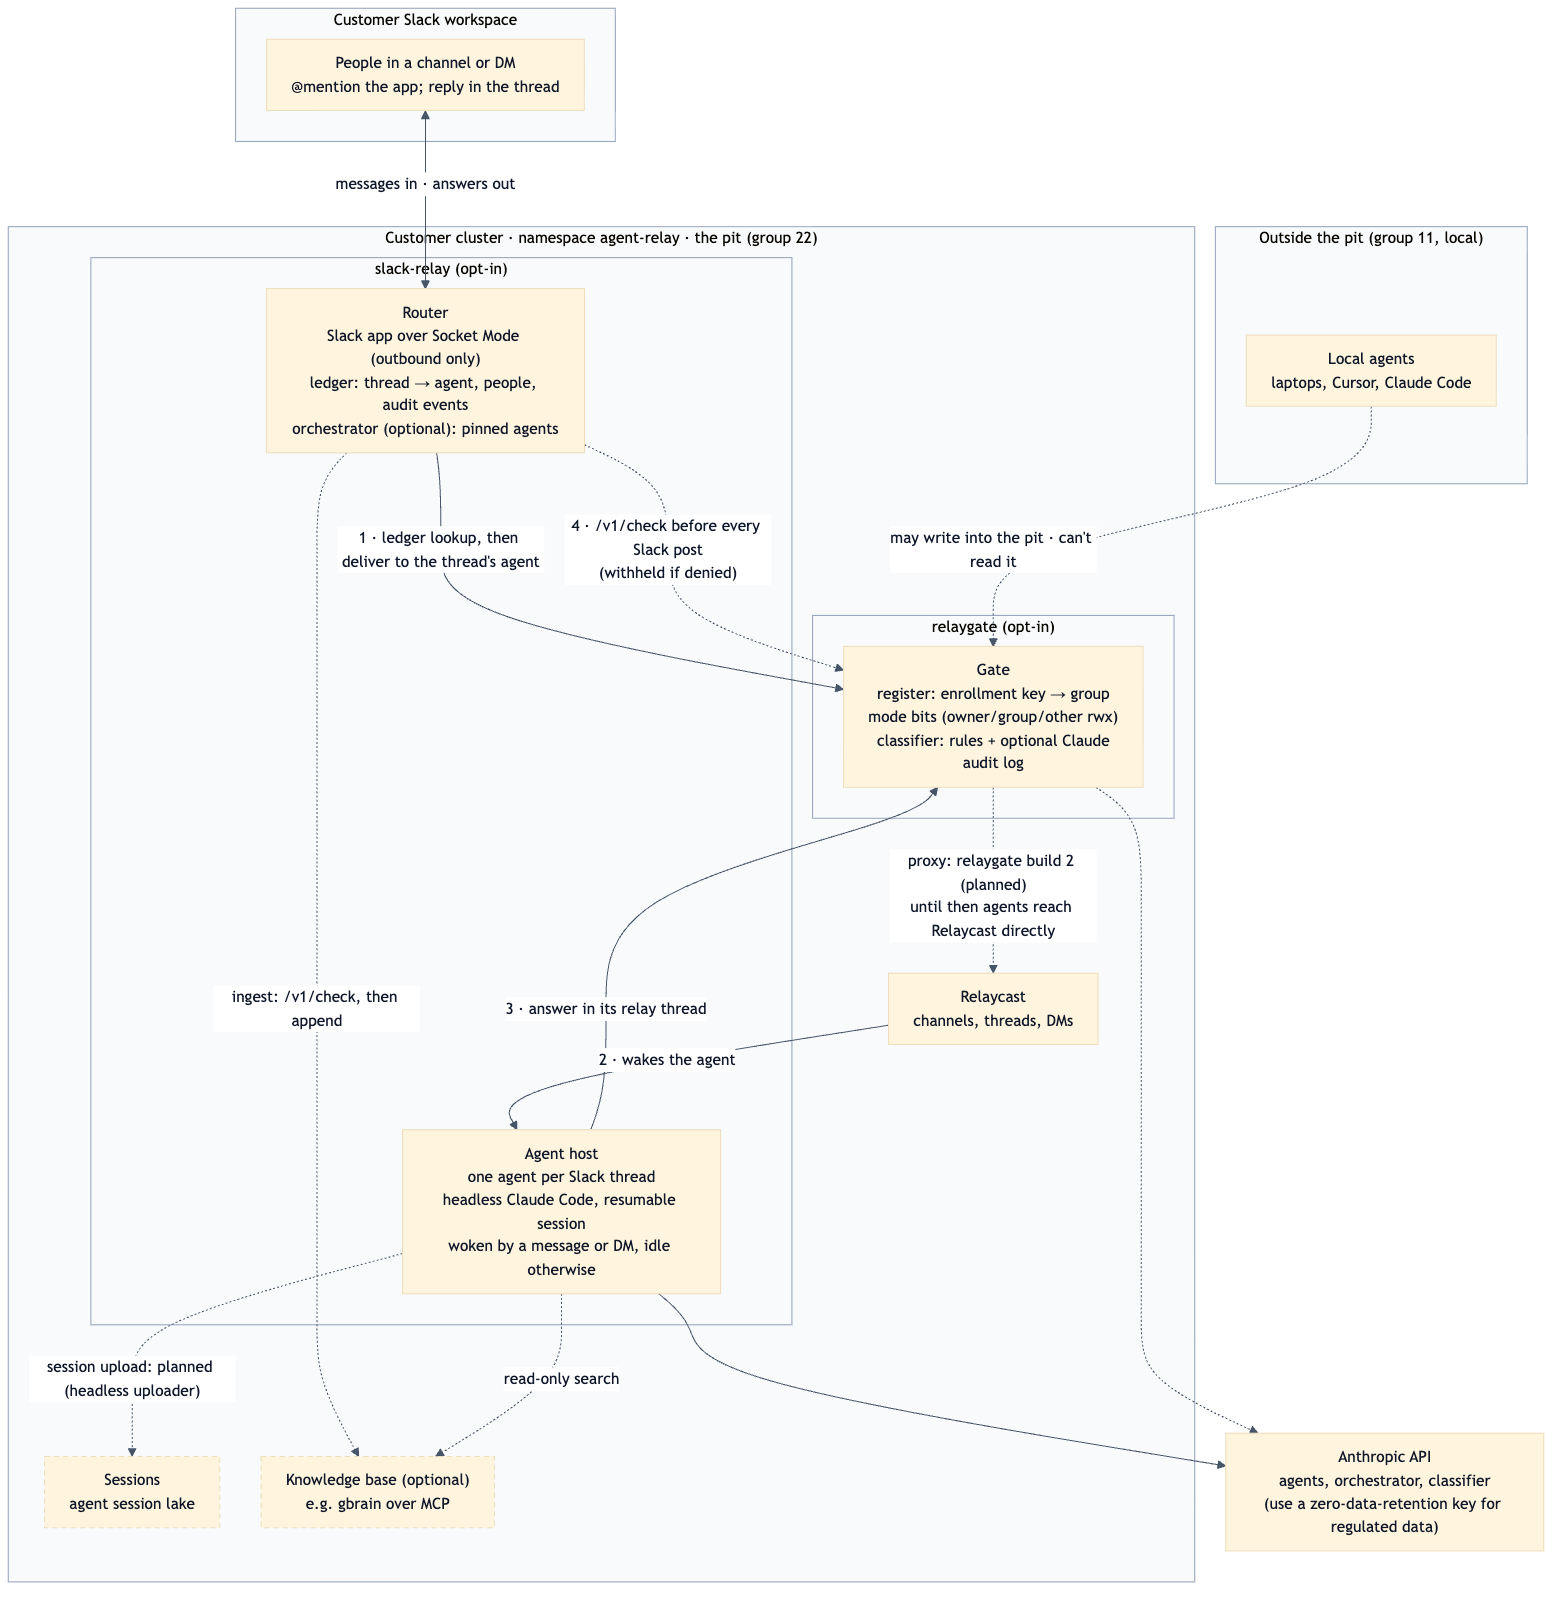 Customer Slack workspace
People in a channel or DM
@mention the app; reply in the thread
messages in · answers out
Customer cluster · namespace agent-relay · the pit (group 22)
Outside the pit (group 11, local)
slack-relay (opt-in)
Router
Slack app over Socket Mode
(outbound only)
ledger: thread → agent, people,
audit events
orchestrator (optional): pinned agents
Local agents
laptops, Cursor, Claude Code
1 · ledger lookup, then
deliver to the thread's agent
4 · /v1/check before every
Slack post
(withheld if denied)
may write into the pit · can't
read it
relaygate (opt-in)
Gate
register: enrollment key → group
mode bits (owner/group/other rwx)
classifier: rules + optional Claude
audit log
proxy: relaygate build 2
(planned)
until then agents reach
Relaycast directly
ingest: /v1/check, then
append
3 · answer in its relay thread
Relaycast
channels, threads, DMs
2 · wakes the agent
Agent host
one agent per Slack thread
headless Claude Code, resumable
session
woken by a message or DM, idle
otherwise
session upload: planned
(headless uploader)
read-only search
Sessions
agent session lake
Knowledge base (optional)
e.g. gbrain over MCP
Anthropic API
agents, orchestrator, classifier
(use a zero-data-retention key for
regulated data)